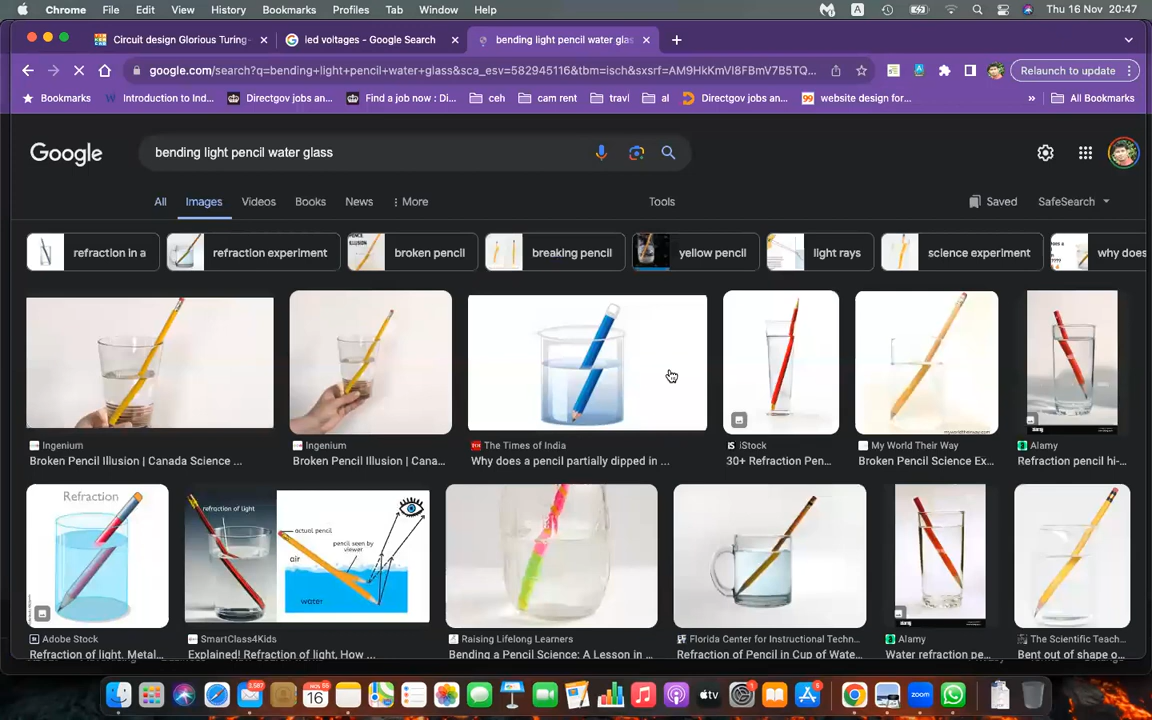 Chrome File Edit View History Bookmarks Profiles Tab Window Help A Thu 16 Nov 20:47
Circuit design Glorious Turing led voltages - Google Search bending light pencil water glas
google.com/search?q=bending+light+pencil+water+glass&sca_esv=582945116&tbm=isch&sxsrf=AM9HkKmVI8FBmV7B5TQ... Relaunch to update
Bookmarks Introduction to Ind... Directgov jobs an... Find a job now : Di... ceh cam rent travl al Directgov jobs an... 99 website design for... » All Bookmarks
Google bending light pencil water glass
All Images Videos Books News More Tools Saved SafeSearch
refraction in a refraction experiment broken pencil breaking pencil yellow pencil light rays science experiment why does
Ingenium Ingenium The Times of India iStock My World Their Way Alamy
Broken Pencil Illusion | Canada Science ... Broken Pencil Illusion | Cana... Why does a pencil partially dipped in ... 30+ Refraction Pen... Broken Pencil Science Ex... Refraction pencil hi-...
Refraction
refraction of light
actual pencil
pencil seen by
viewer
air
water
Adobe Stock SmartClass4Kids Raising Lifelong Learners Florida Center for Instructional Techn... Alamy The Scientific Teach...
Refraction of light. Metal... Explained! Refraction of light, How ... Bending a Pencil Science: A Lesson in ... Refraction of Pencil in Cup of Wate... Water refraction pe... Bent out of shape o...
NOV
16
3,587
zoom
tv